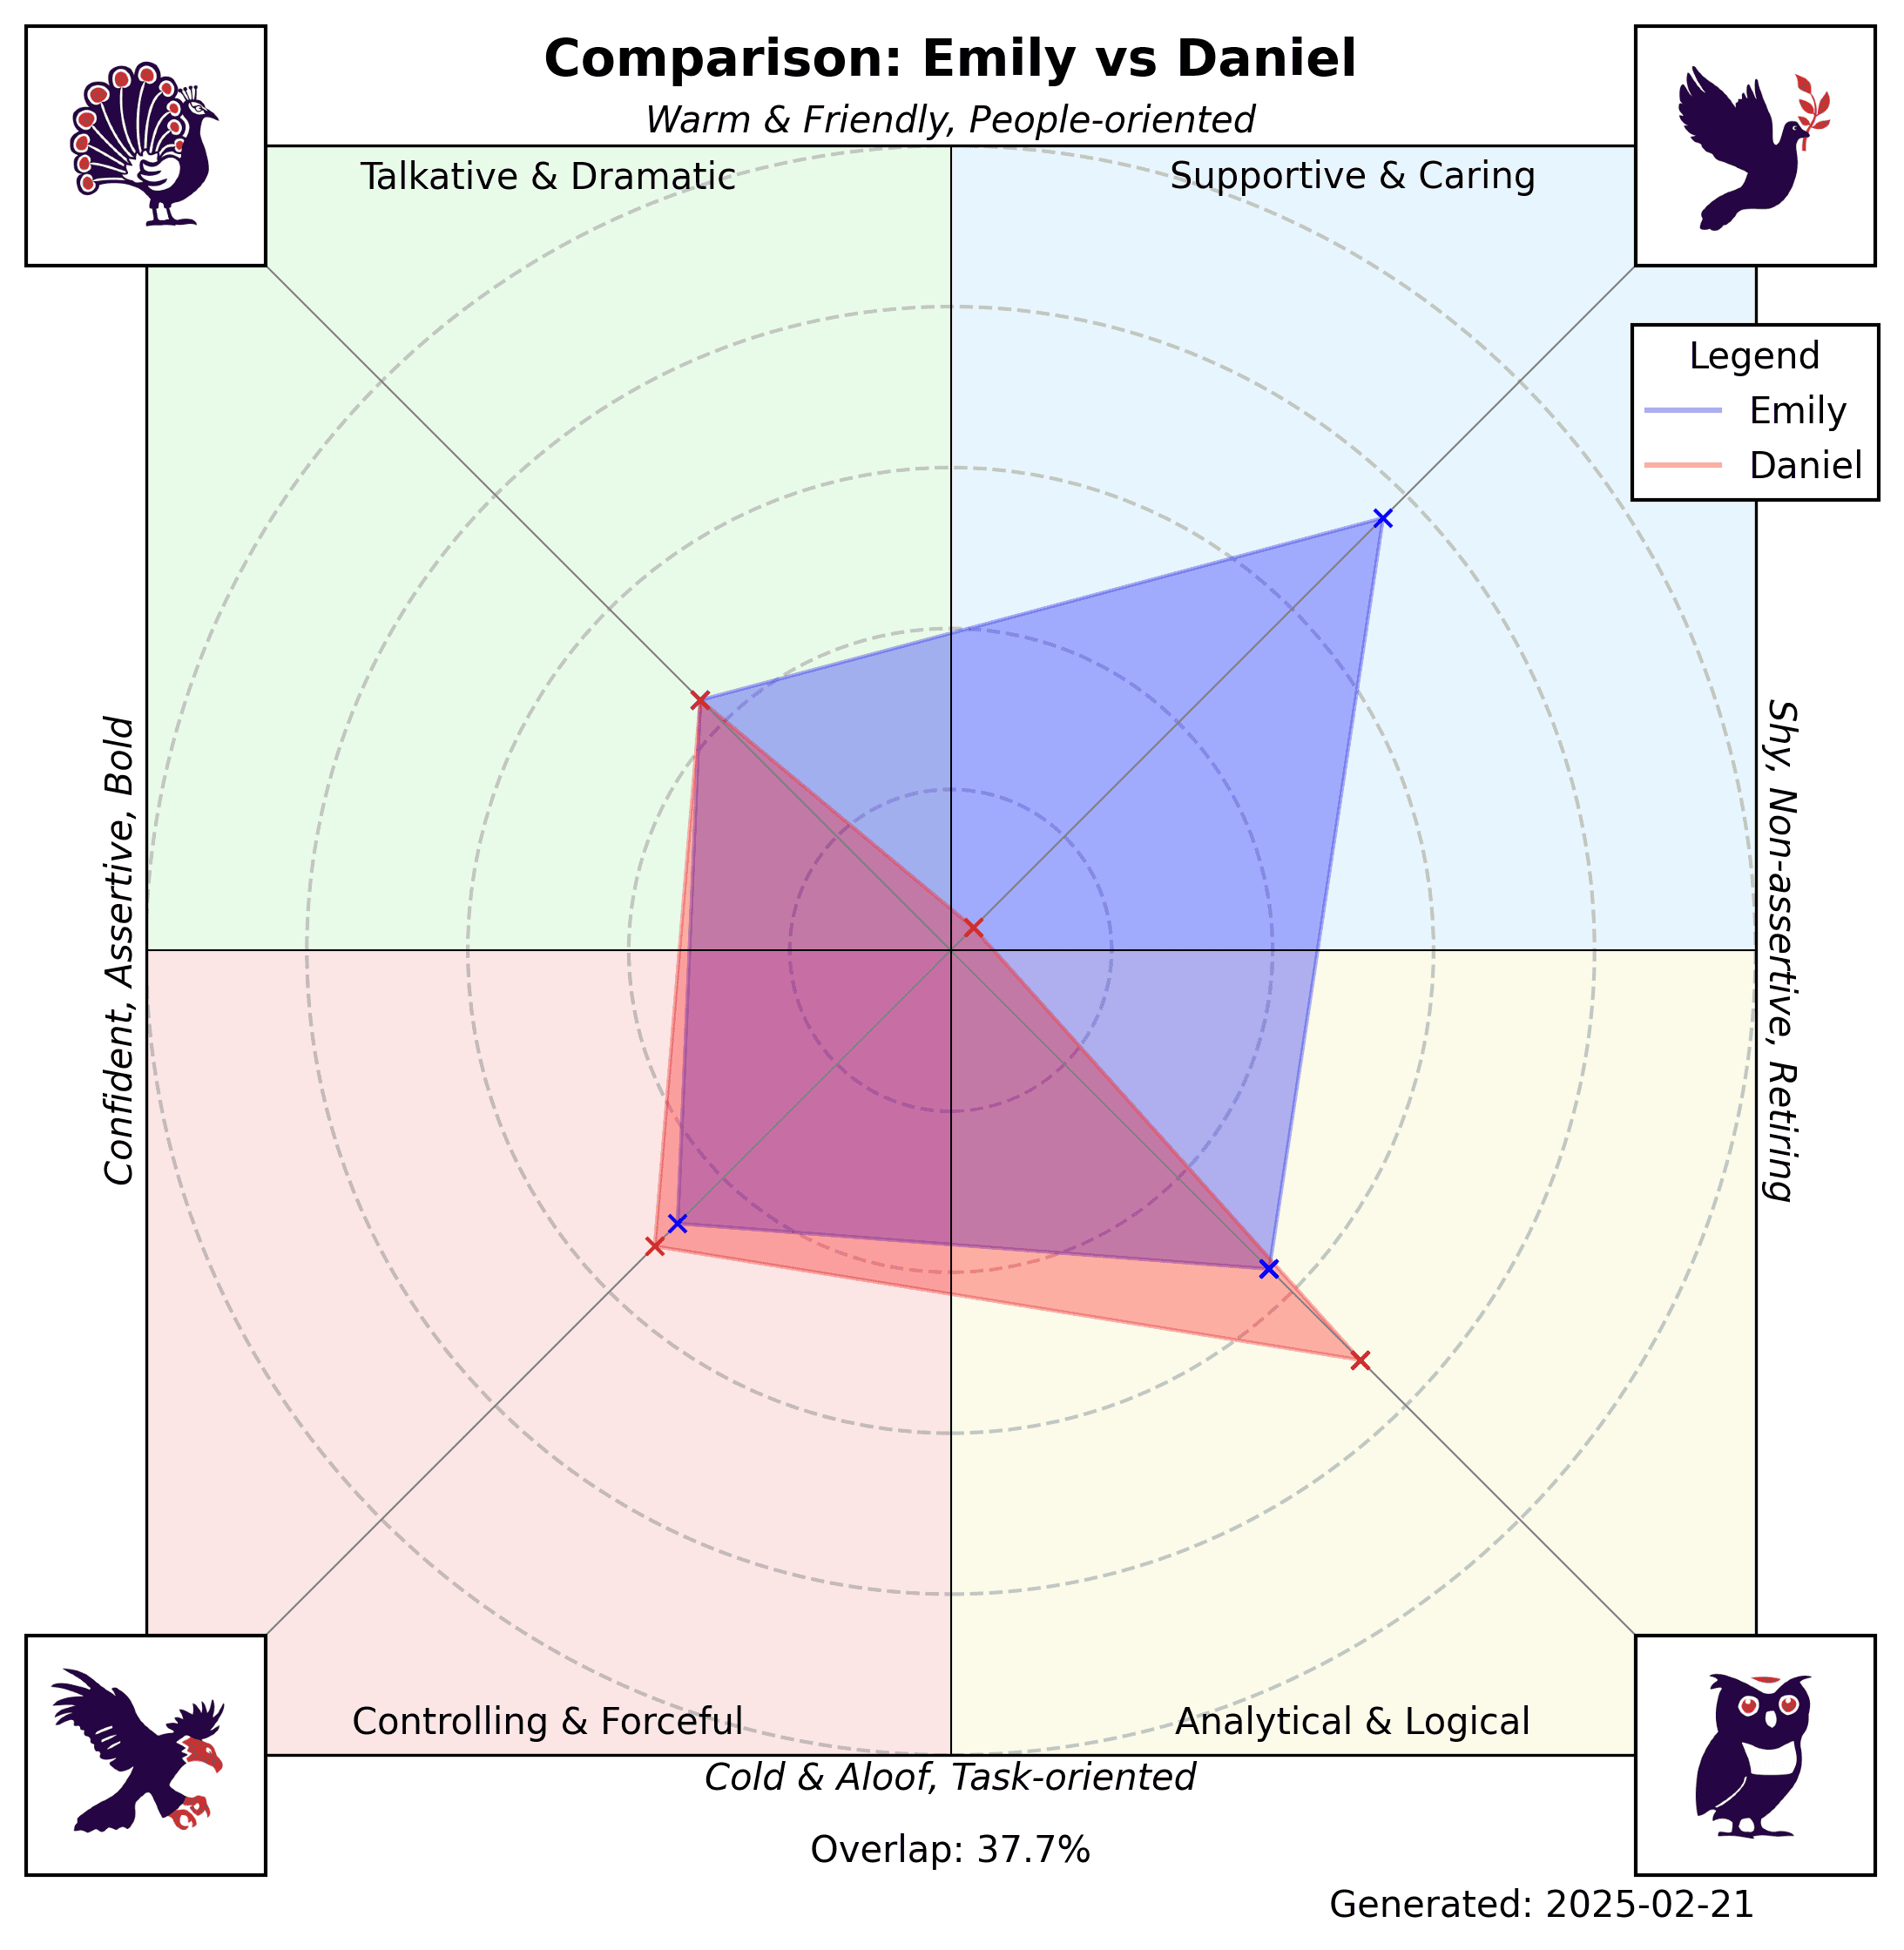 Comparison: Emily vs Daniel
Warm & Friendly, People-oriented
Talkative & Dramatic
Supportive & Caring
Legend
Emily
Daniel
Confident, Assertive, Bold
Shy, Non-assertive, Retiring
Controlling & Forceful
Analytical & Logical
Cold & Aloof, Task-oriented
Overlap: 37.7%
Generated: 2025-02-21